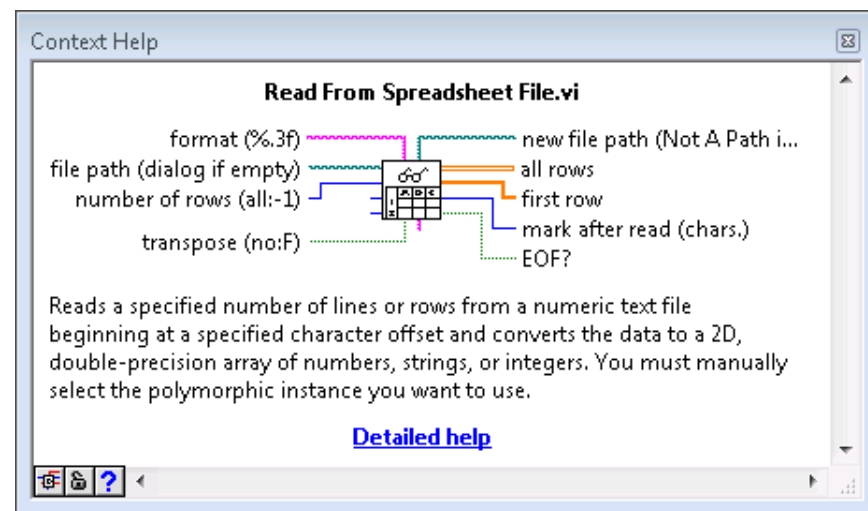 Context Help
Read From Spreadsheet File.vi
format (%.3f)
new file path (Not A Path i...
file path (dialog if empty)
all rows
number of rows (all:-1)
first row
mark after read (chars.)
transpose (no:F)
EOF?
Reads a specified number of lines or rows from a numeric text file
beginning at a specified character offset and converts the data to a 2D,
double-precision array of numbers, strings, or integers. You must manually
select the polymorphic instance you want to use.
Detailed help
?